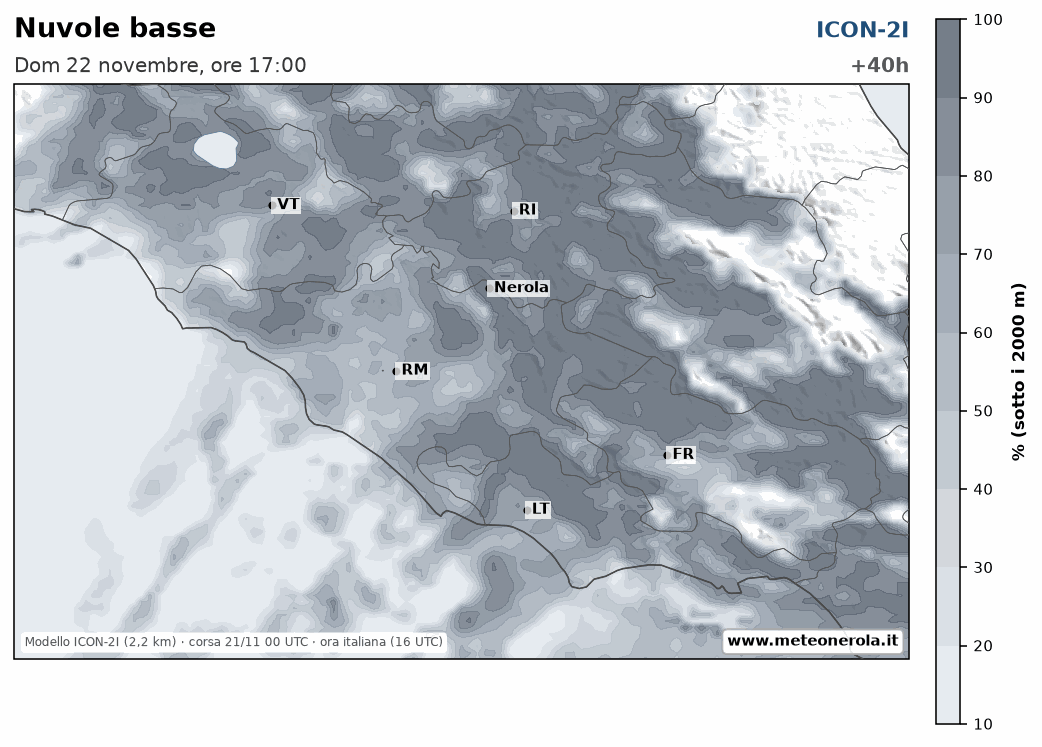 Nuvole basse
ICON-2I
Dom 22 novembre, ore 17:00
+40h
VT
RI
Nerola
RM
FR
LT
Modello ICON-2I (2,2 km) · corsa 21/11 00 UTC · ora italiana (16 UTC)
www.meteonerola.it
100
90
80
70
60
50
40
30
20
10
% (sotto i 2000 m)